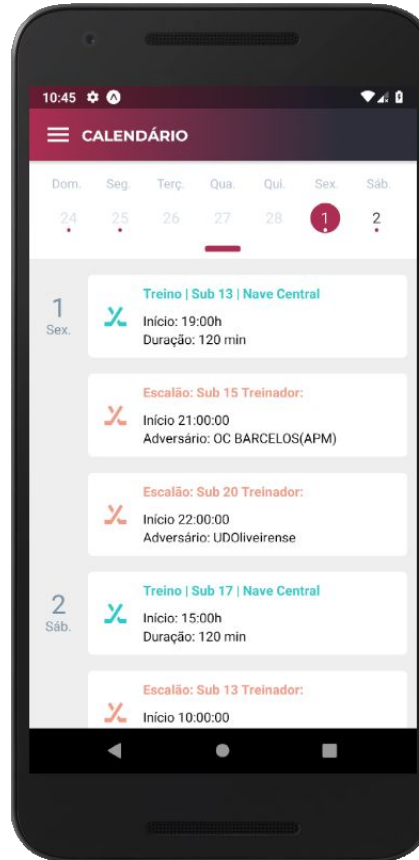 10:45
CALENDÁRIO
Dom. Seg. Terç. Qua. Qui. Sex. Sáb.
24 25 26 27 28 1 2
1
Sex.
Treino | Sub 13 | Nave Central
Início: 19:00h
Duração: 120 min
Escalão: Sub 15 Treinador:
Início 21:00:00
Adversário: OC BARCELOS(APM)
Escalão: Sub 20 Treinador:
Início 22:00:00
Adversário: UDOliveirense
2
Sáb.
Treino | Sub 17 | Nave Central
Início: 15:00h
Duração: 120 min
Escalão: Sub 13 Treinador:
Início 10:00:00